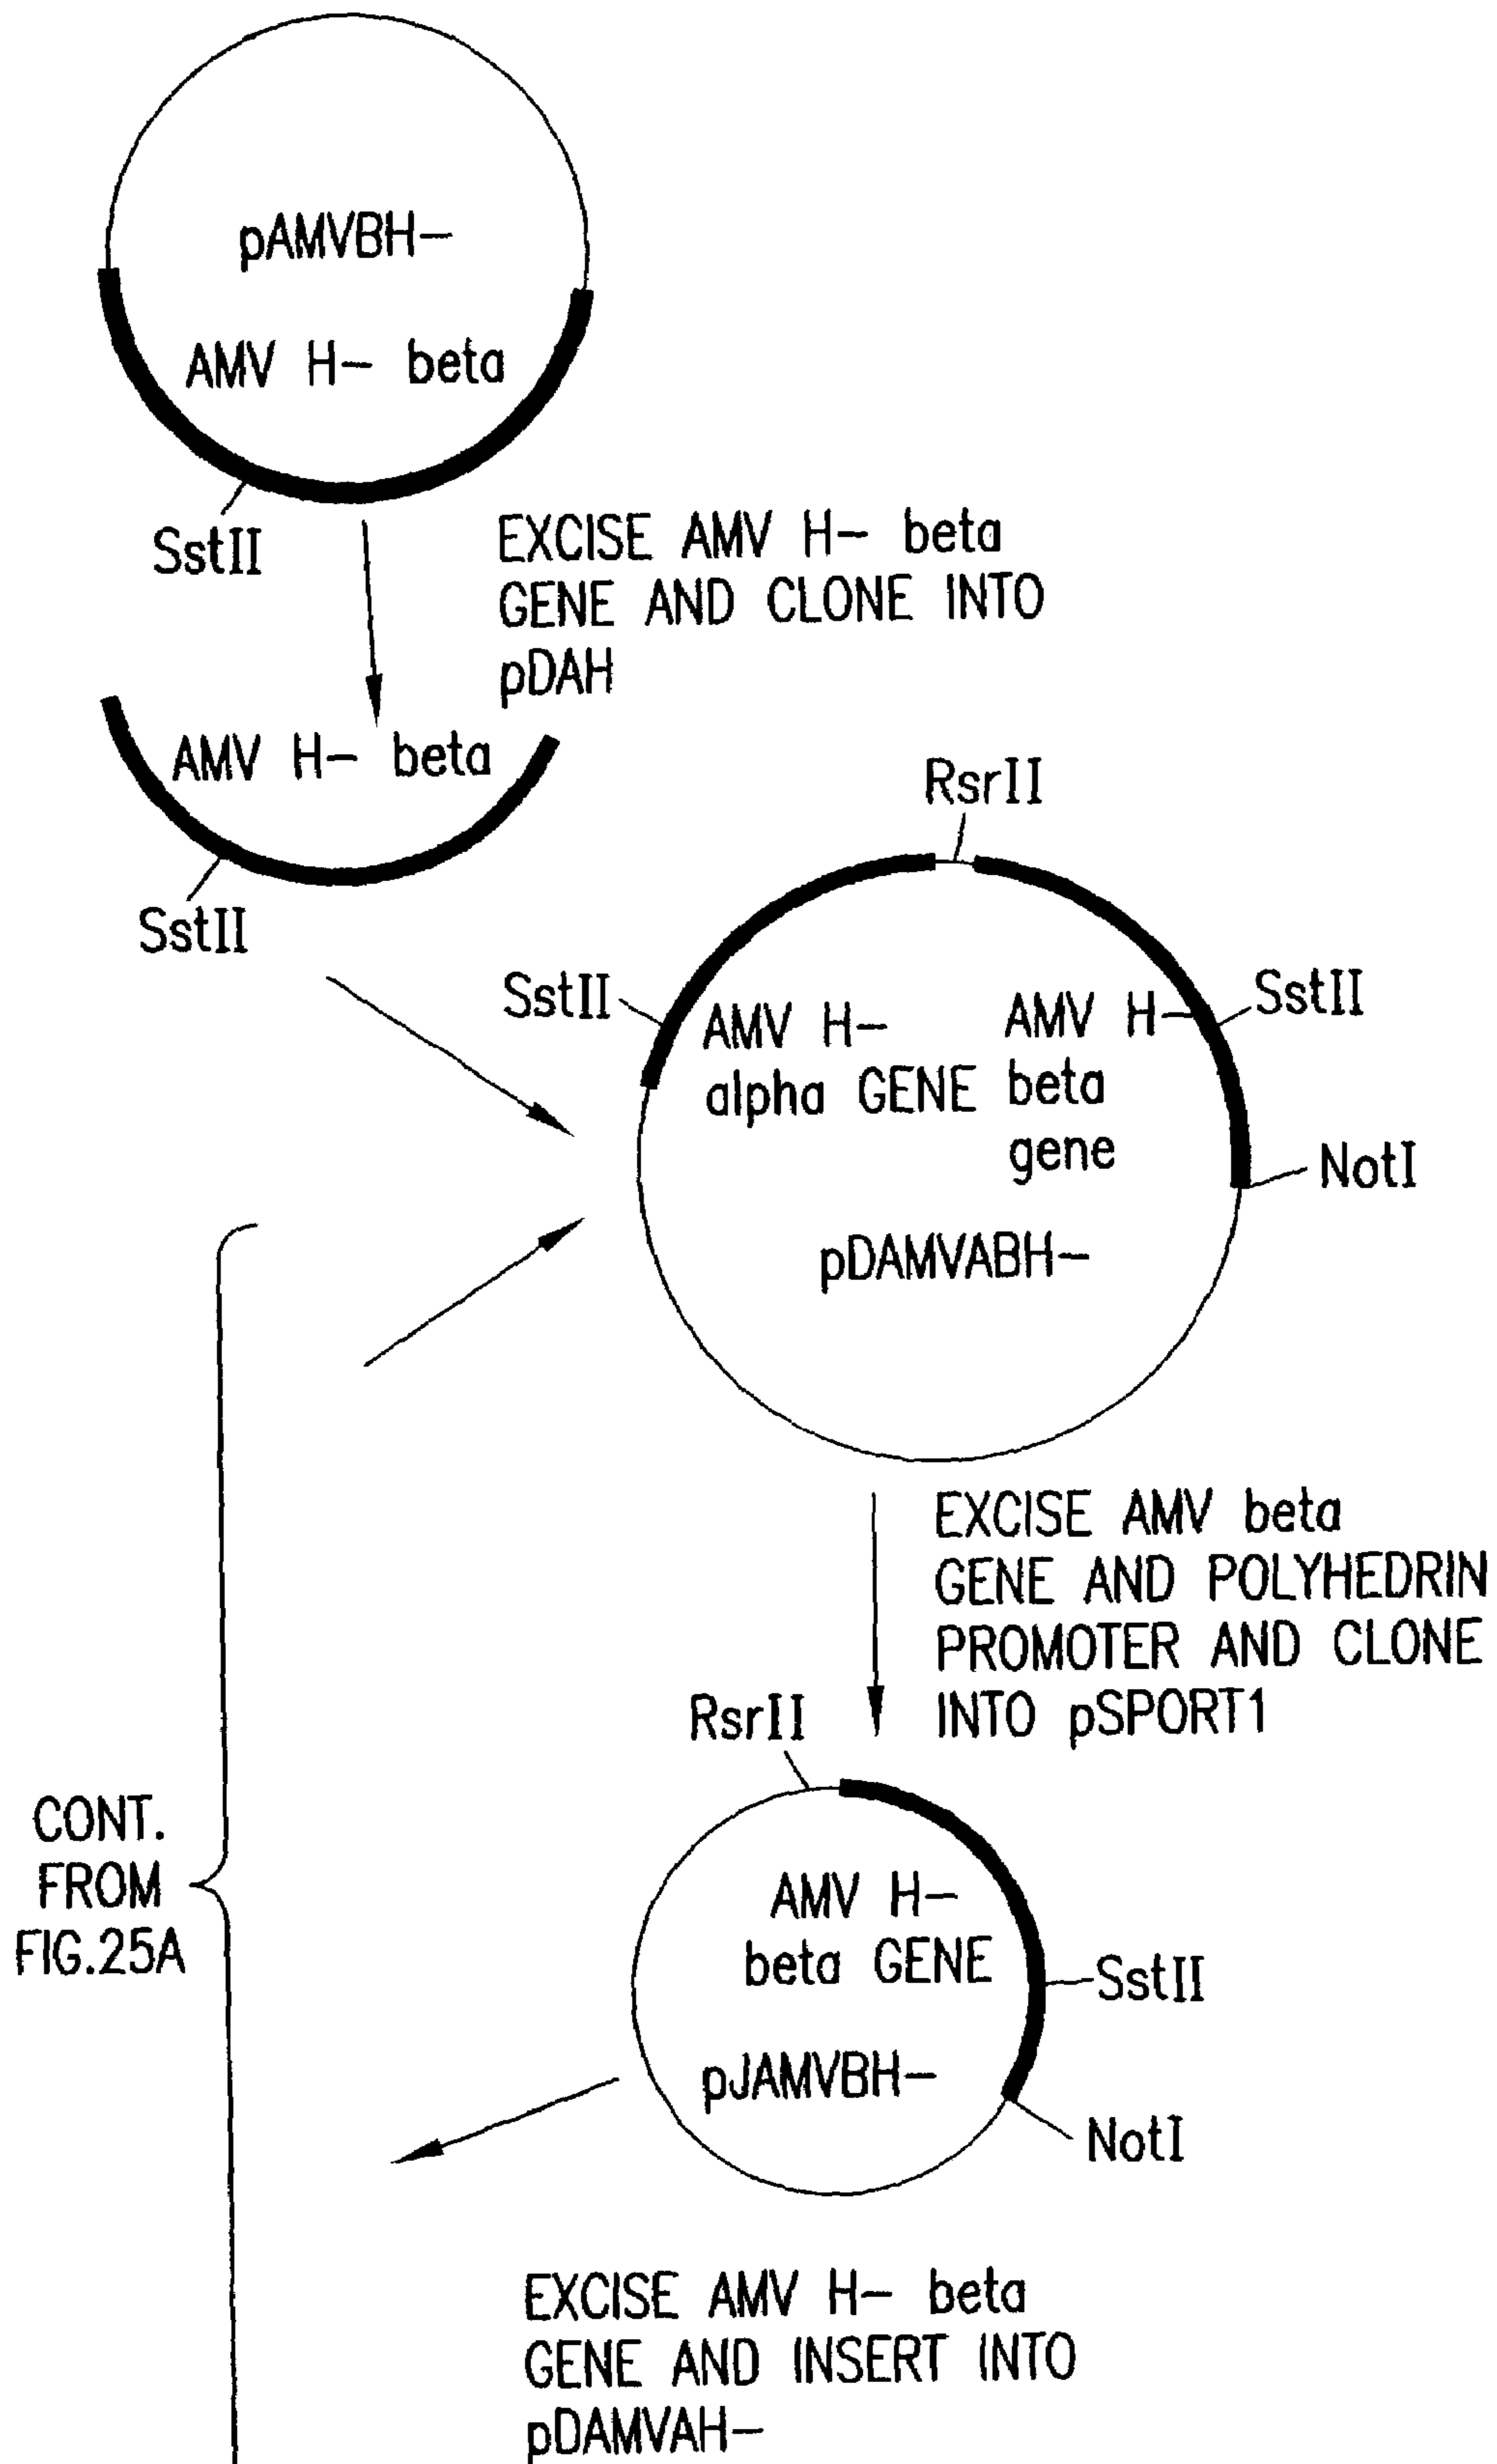 pAMVBH-
AMV H- beta
SstII
EXCISE AMV H- beta
GENE AND CLONE INTO
pDAH
AMV H- beta
SstII
RsrII
SstII
AMV H-
alpha GENE
AMV H-
beta
gene
SstII
NotI
pDAMVABH-
EXCISE AMV beta
GENE AND POLYHEDRIN
PROMOTER AND CLONE
INTO pSPORT1
RsrII
CONT.
FROM
FIG.25A
AMV H-
beta GENE
SstII
pJAMVBH-
NotI
EXCISE AMV H- beta
GENE AND INSERT INTO
pDAMVAH-